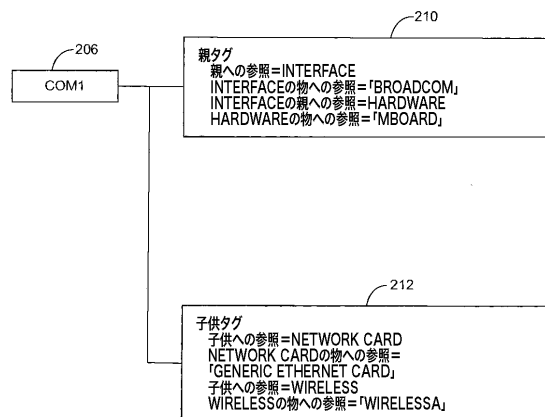 210
206
COM1
親タグ
親への参照＝INTERFACE
INTERFACEの物への参照＝「BROADCOM」
INTERFACEの親への参照＝HARDWARE
HARDWAREの物への参照＝「MBOARD」
212
子供タグ
子供への参照＝NETWORK CARD
NETWORK CARDの物への参照＝
「GENERIC ETHERNET CARD」
子供への参照＝WIRELESS
WIRELESSの物への参照＝「WIRELESSA」